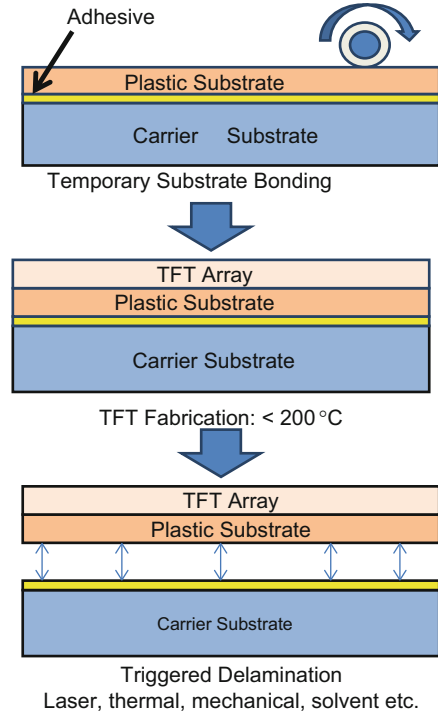 Adhesive
Plastic Substrate
Carrier Substrate
Temporary Substrate Bonding
TFT Array
Plastic Substrate
Carrier Substrate
TFT Fabrication: < 200 °C
TFT Array
Plastic Substrate
Carrier Substrate
Triggered Delamination
Laser, thermal, mechanical, solvent etc.